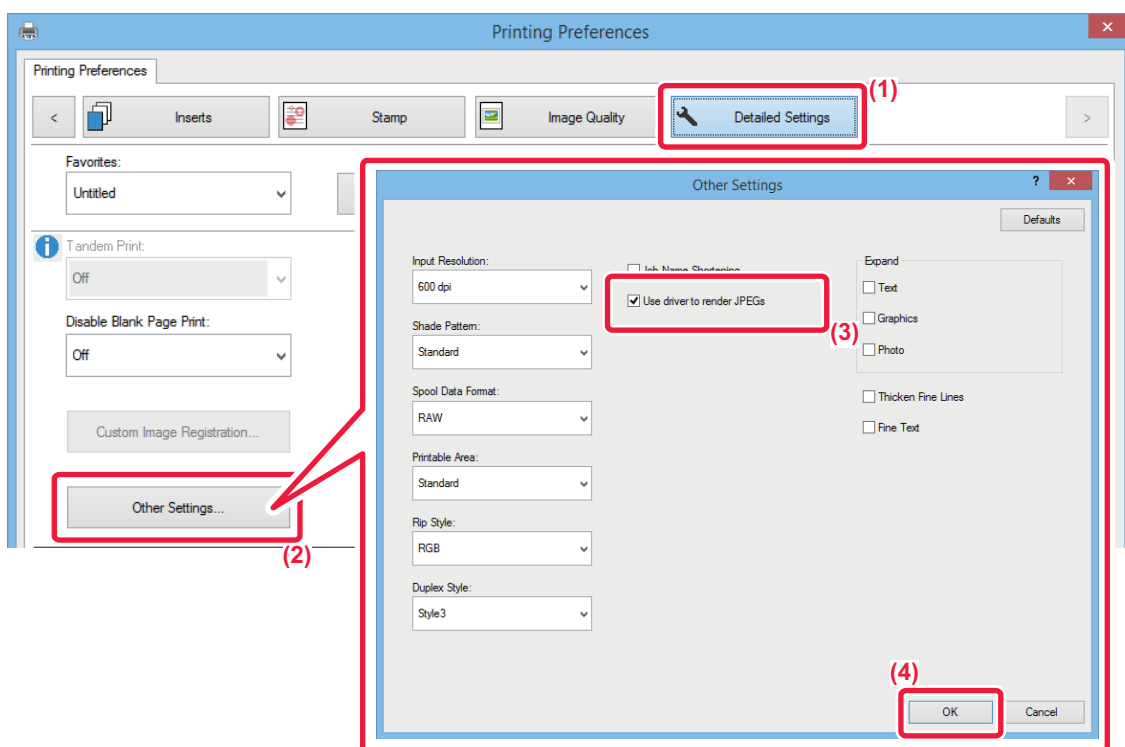 Printing Preferences
Printing Preferences
(1)
< Inserts Stamp Image Quality Detailed Settings >
Favorites:
Untitled
Tandem Print:
Off
Disable Blank Page Print:
Off
Custom Image Registration...
Other Settings...
(2)
Other Settings ?
Defaults
Input Resolution:
600 dpi
Shade Pattern:
Standard
Spool Data Format:
RAW
Printable Area:
Standard
Rip Style:
RGB
Duplex Style:
Style3
Job Name Shortening
Use driver to render JPEGs
(3)
Expand
Text
Graphics
Photo
Thicken Fine Lines
Fine Text
(4)
OK Cancel